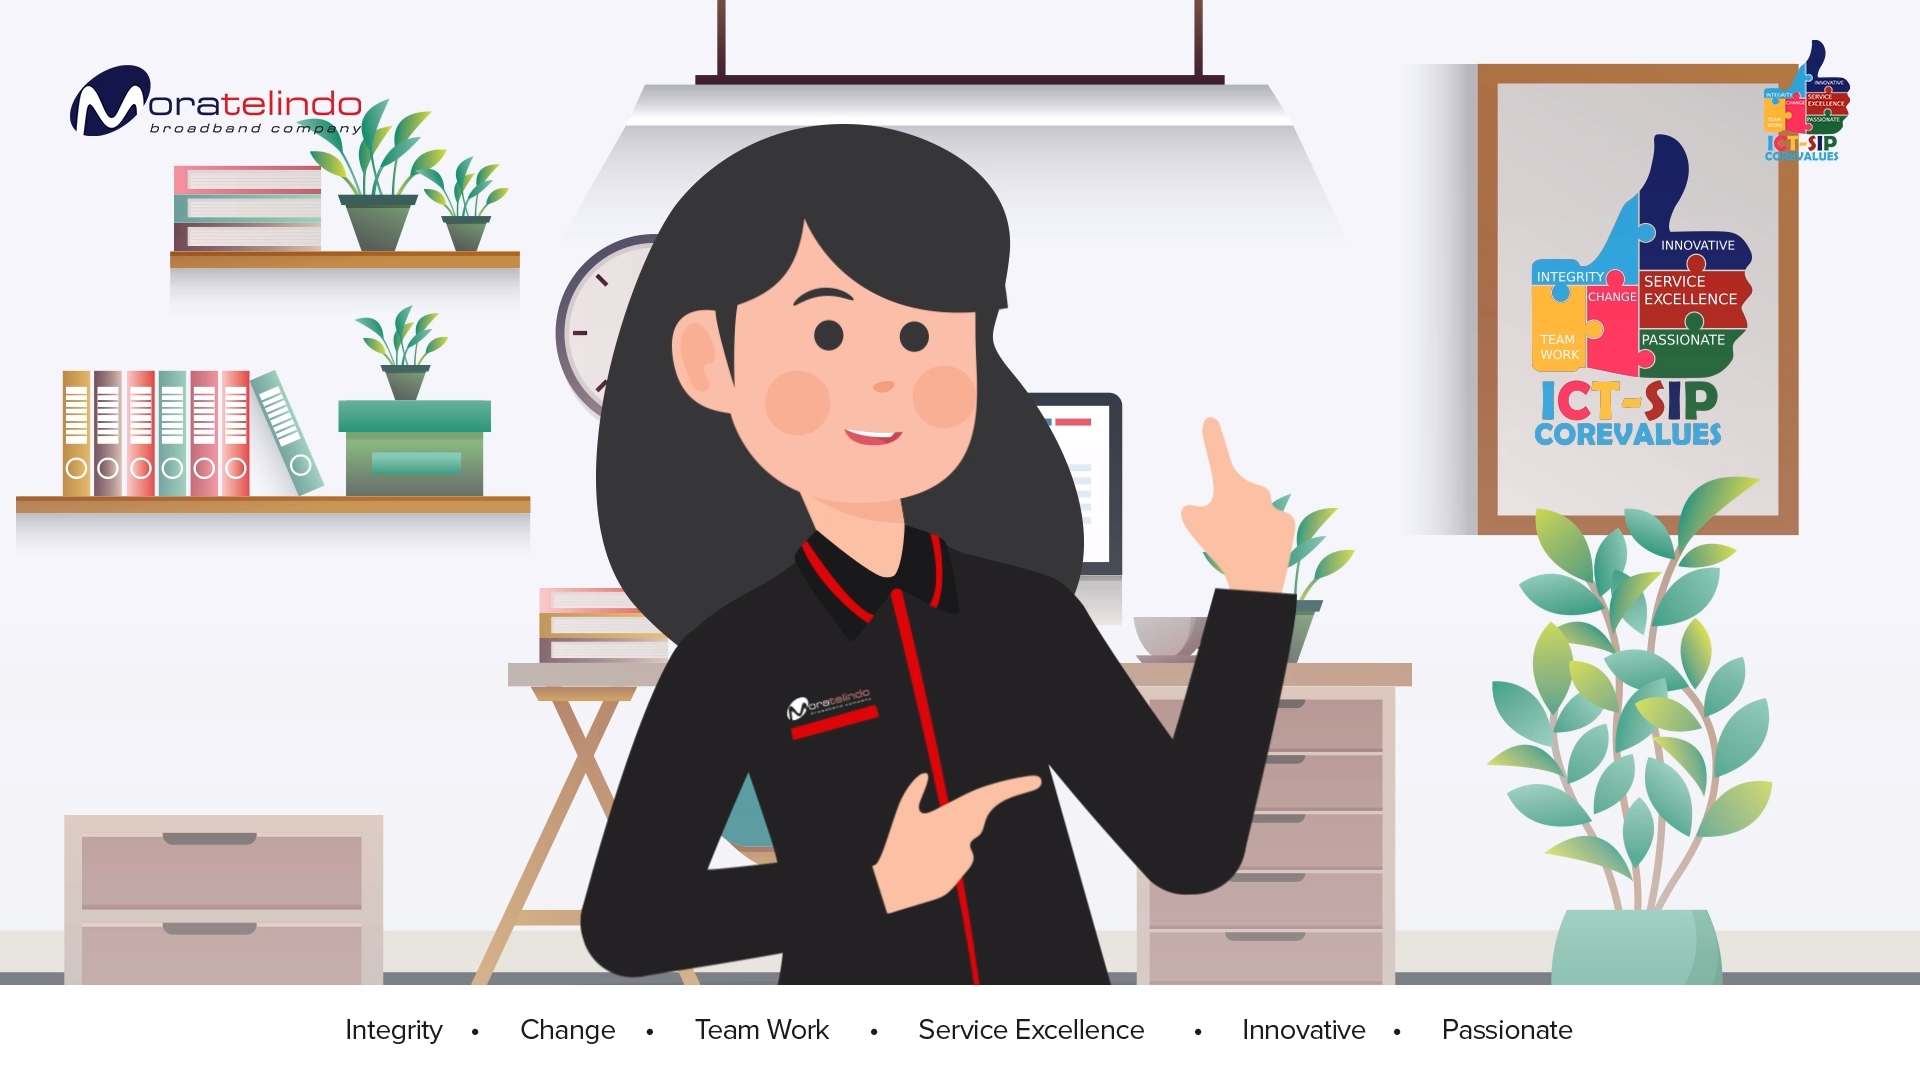 Moratelindo
broadband company
INNOVATIVE
INTEGRITY
SERVICE
EXCELLENCE
CHANGE
TEAM
WORK
PASSIONATE
ICT-SIP
COREVALUES
INNOVATIVE
INTEGRITY
SERVICE
EXCELLENCE
CHANGE
TEAM
WORK
PASSIONATE
ICT-SIP
COREVALUES
Moratelindo
broadband company
Integrity • Change • Team Work • Service Excellence • Innovative • Passionate